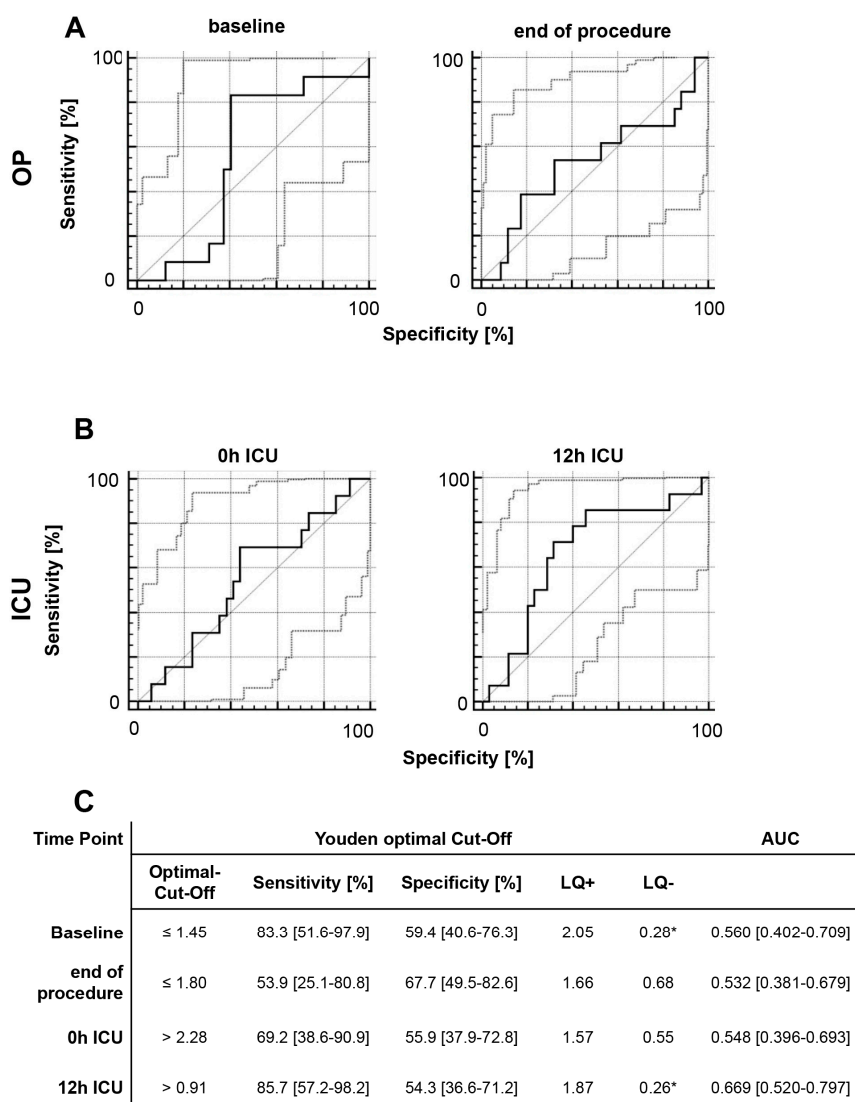 A
baseline
end of procedure
OP
Sensitivity [%]
100
0
0
100
100
0
0
100
Specificity [%]
B
0h ICU
12h ICU
ICU
Sensitivity [%]
100
0
0
100
100
0
0
100
Specificity [%]
C
Time Point Youden optimal Cut-Off AUC
Optimal-
Cut-Off Sensitivity [%] Specificity [%] LQ+ LQ-
Baseline ≤ 1.45 83.3 [51.6-97.9] 59.4 [40.6-76.3] 2.05 0.28* 0.560 [0.402-0.709]
end of
procedure ≤ 1.80 53.9 [25.1-80.8] 67.7 [49.5-82.6] 1.66 0.68 0.532 [0.381-0.679]
0h ICU > 2.28 69.2 [38.6-90.9] 55.9 [37.9-72.8] 1.57 0.55 0.548 [0.396-0.693]
12h ICU > 0.91 85.7 [57.2-98.2] 54.3 [36.6-71.2] 1.87 0.26* 0.669 [0.520-0.797]